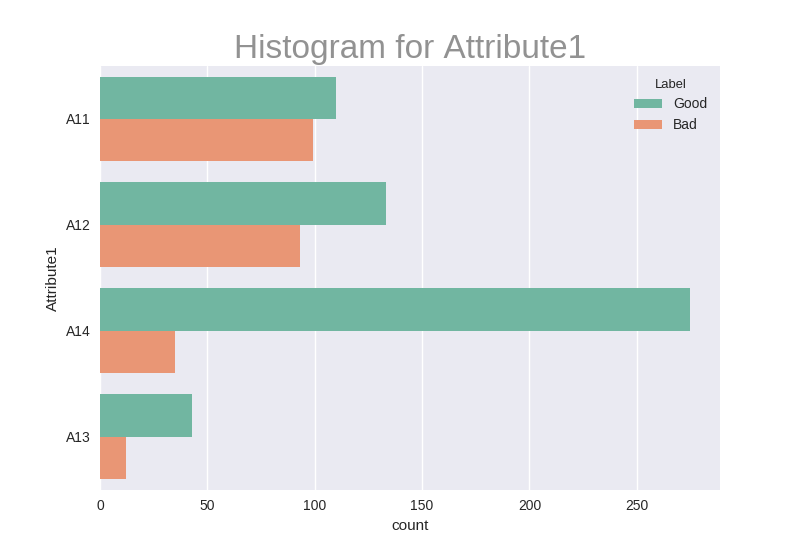 Histogram for Attribute1
Label
Good
Bad
A11
A12
A14
A13
Attribute1
0 50 100 150 200 250
count